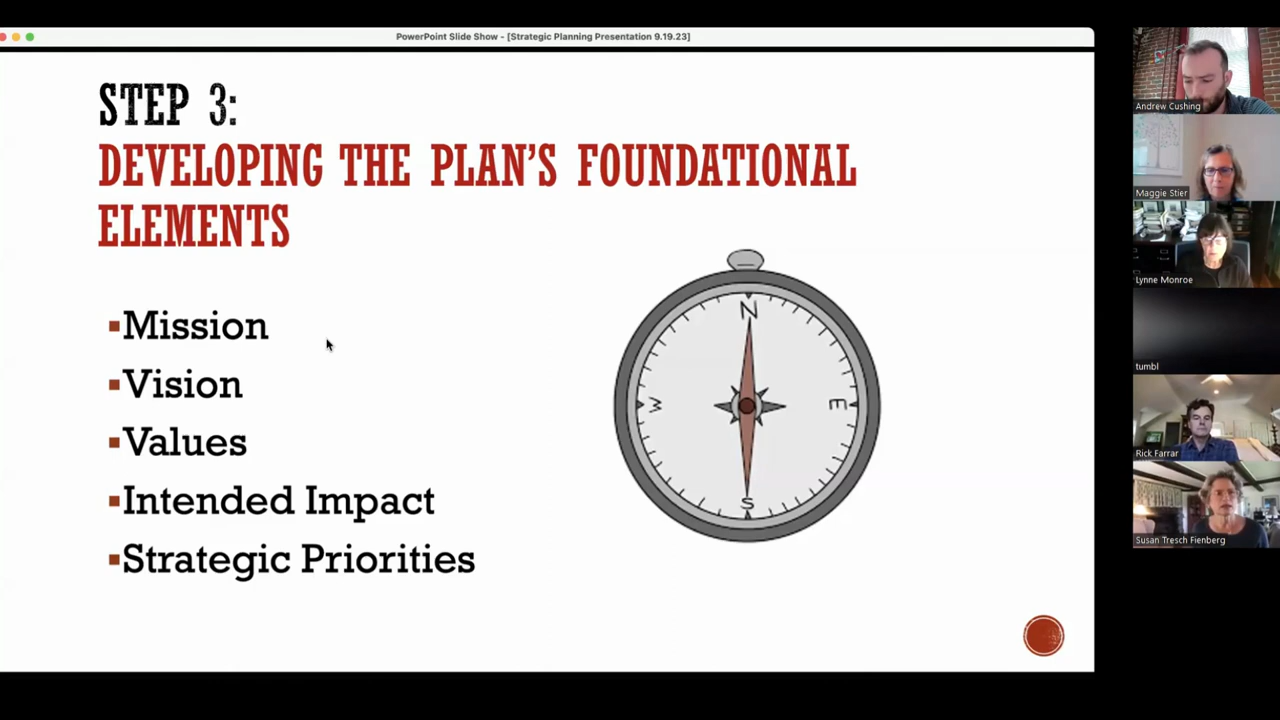 PowerPoint Slide Show - [Strategic Planning Presentation 9.19.23]
STEP 3:
DEVELOPING THE PLAN'S FOUNDATIONAL
ELEMENTS
▪Mission
▪Vision
▪Values
▪Intended Impact
▪Strategic Priorities
N
W
E
S
Andrew Cushing
Maggie Stier
Lynne Monroe
tumbl
Rick Farrar
Susan Tresch Fienberg